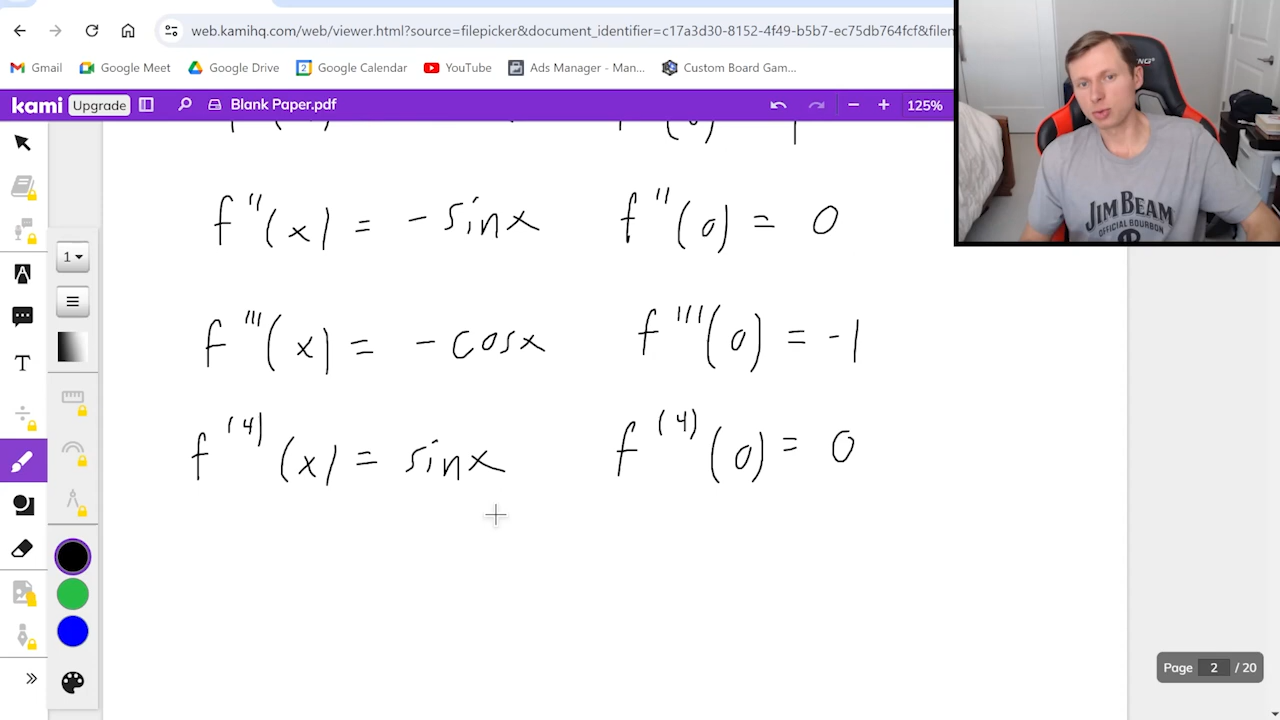 web.kamihq.com/web/viewer.html?source=filepicker&document_identifier=c17a3d30-8152-4f49-b5b7-ec75db764fcf&filen
Gmail Google Meet Google Drive 2 Google Calendar YouTube Ads Manager - Man... Custom Board Gam...
kami Upgrade Blank Paper.pdf 125%
JIM BEAM
OFFICIAL BOURBON
f''(x) = -sinx f''(0) = 0
1
f'''(x) = -cosx f'''(0) = -1
f^(4)(x) = sinx f^(4)(0) = 0
T
Page 2 / 20